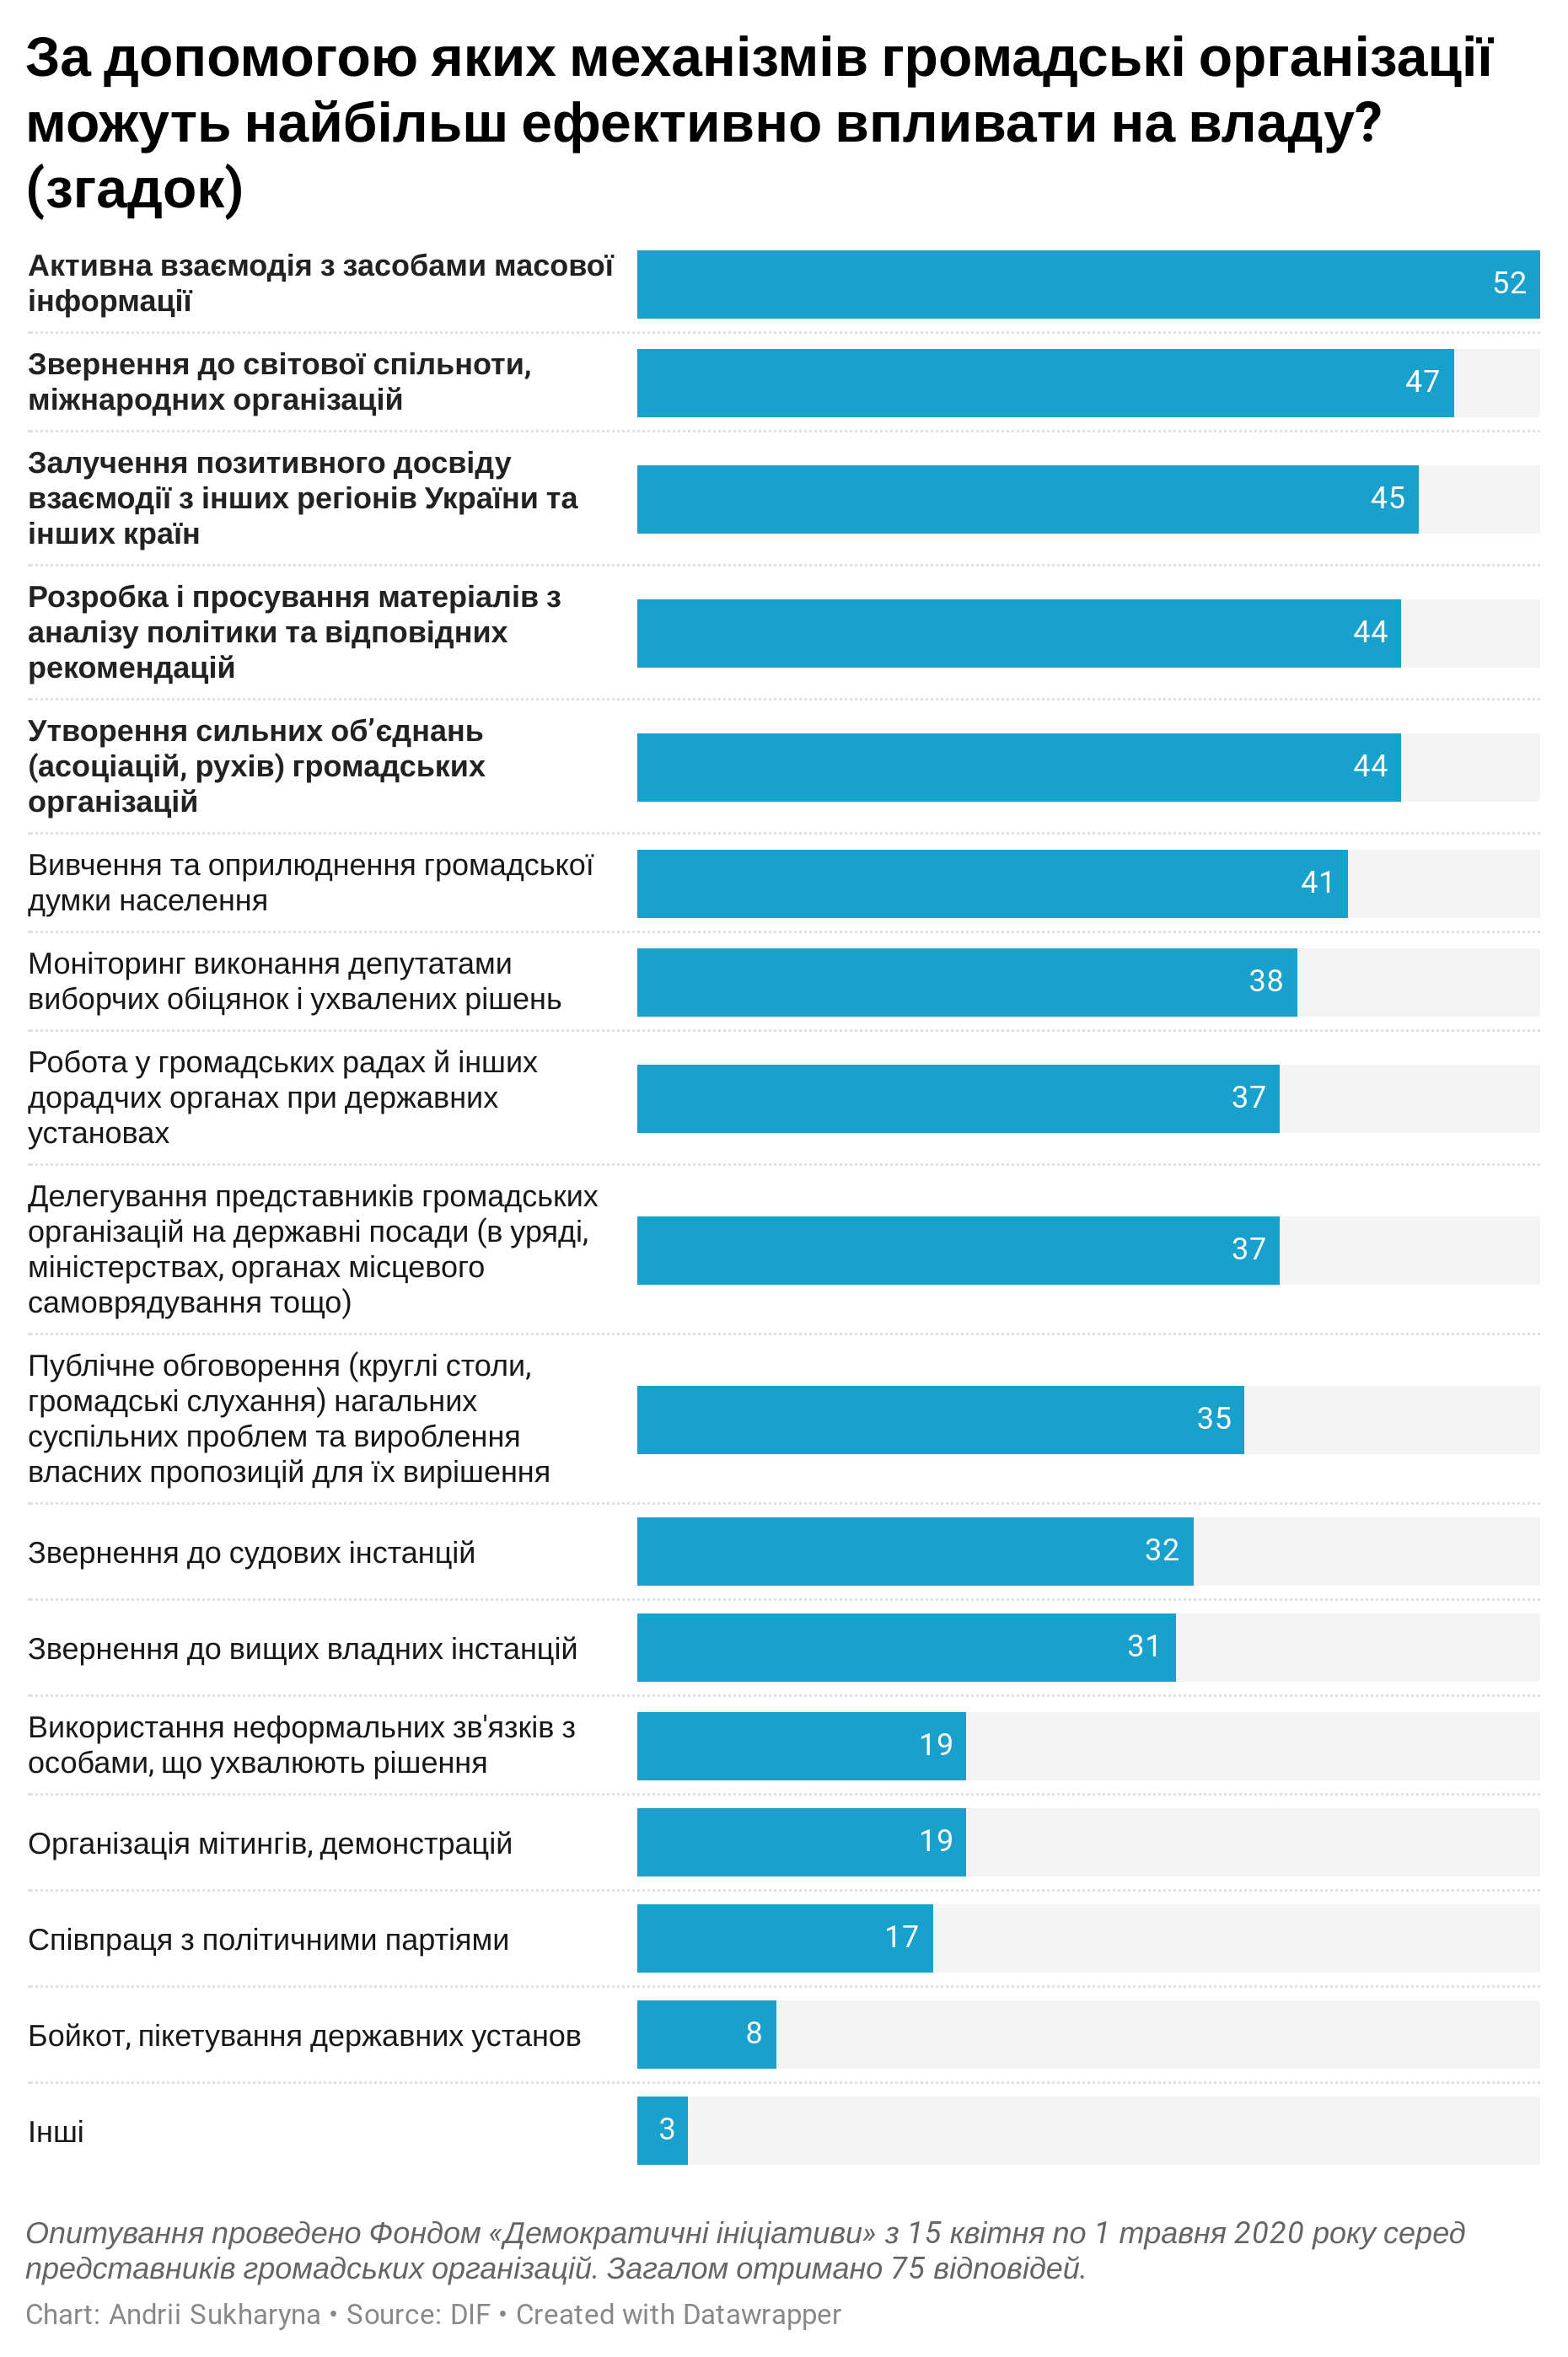 За допомогою яких механізмів громадські організації
можуть найбільш ефективно впливати на владу?
(згадок)
Активна взаємодія з засобами масової
інформації
52
Звернення до світової спільноти,
міжнародних організацій
47
Залучення позитивного досвіду
взаємодії з інших регіонів України та
інших країн
45
Розробка і просування матеріалів з
аналізу політики та відповідних
рекомендацій
44
Утворення сильних об’єднань
(асоціацій, рухів) громадських
організацій
44
Вивчення та оприлюднення громадської
думки населення
41
Моніторинг виконання депутатами
виборчих обіцянок і ухвалених рішень
38
Робота у громадських радах й інших
дорадчих органах при державних
установах
37
Делегування представників громадських
організацій на державні посади (в уряді,
міністерствах, органах місцевого
самоврядування тощо)
37
Публічне обговорення (круглі столи,
громадські слухання) нагальних
суспільних проблем та вироблення
власних пропозицій для їх вирішення
35
Звернення до судових інстанцій
32
Звернення до вищих владних інстанцій
31
Використання неформальних зв'язків з
особами, що ухвалюють рішення
19
Організація мітингів, демонстрацій
19
Співпраця з політичними партіями
17
Бойкот, пікетування державних установ
8
Інші
3
Опитування проведено Фондом «Демократичні ініціативи» з 15 квітня по 1 травня 2020 року серед
представників громадських організацій. Загалом отримано 75 відповідей.
Chart: Andrii Sukharyna • Source: DIF • Created with Datawrapper